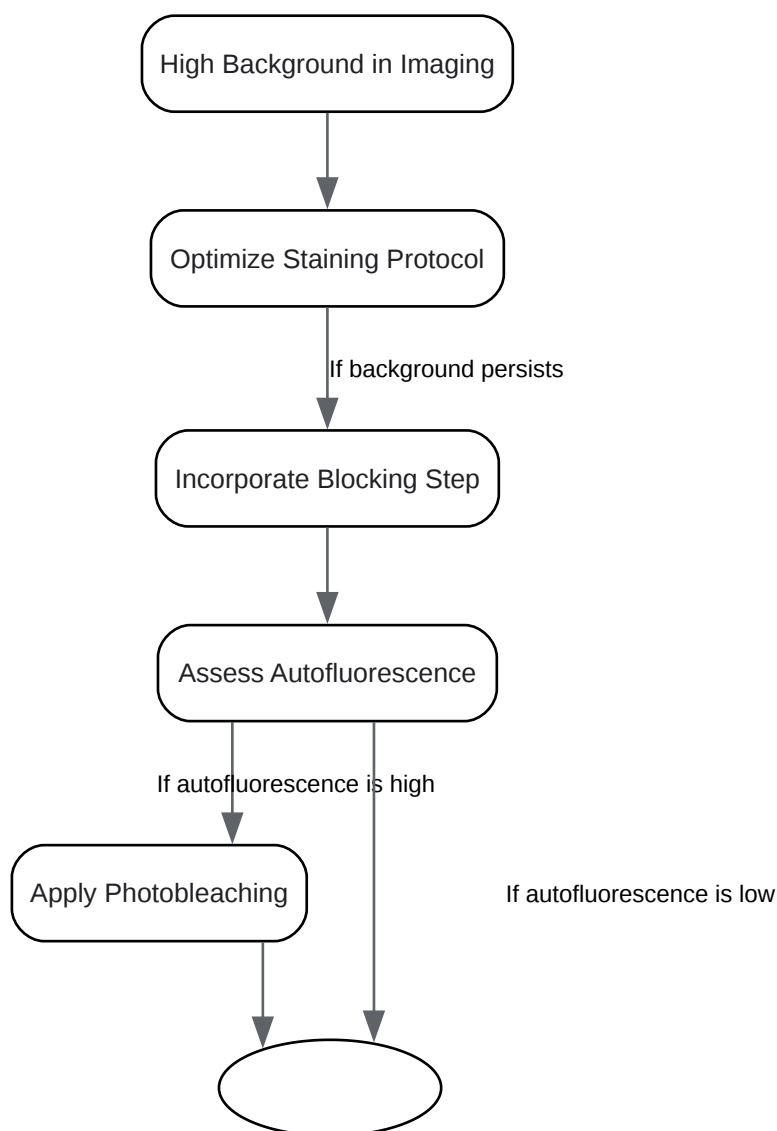 High Background in Imaging
Optimize Staining Protocol
If background persists
Incorporate Blocking Step
Assess Autofluorescence
If autofluorescence is high
Apply Photobleaching
If autofluorescence is low